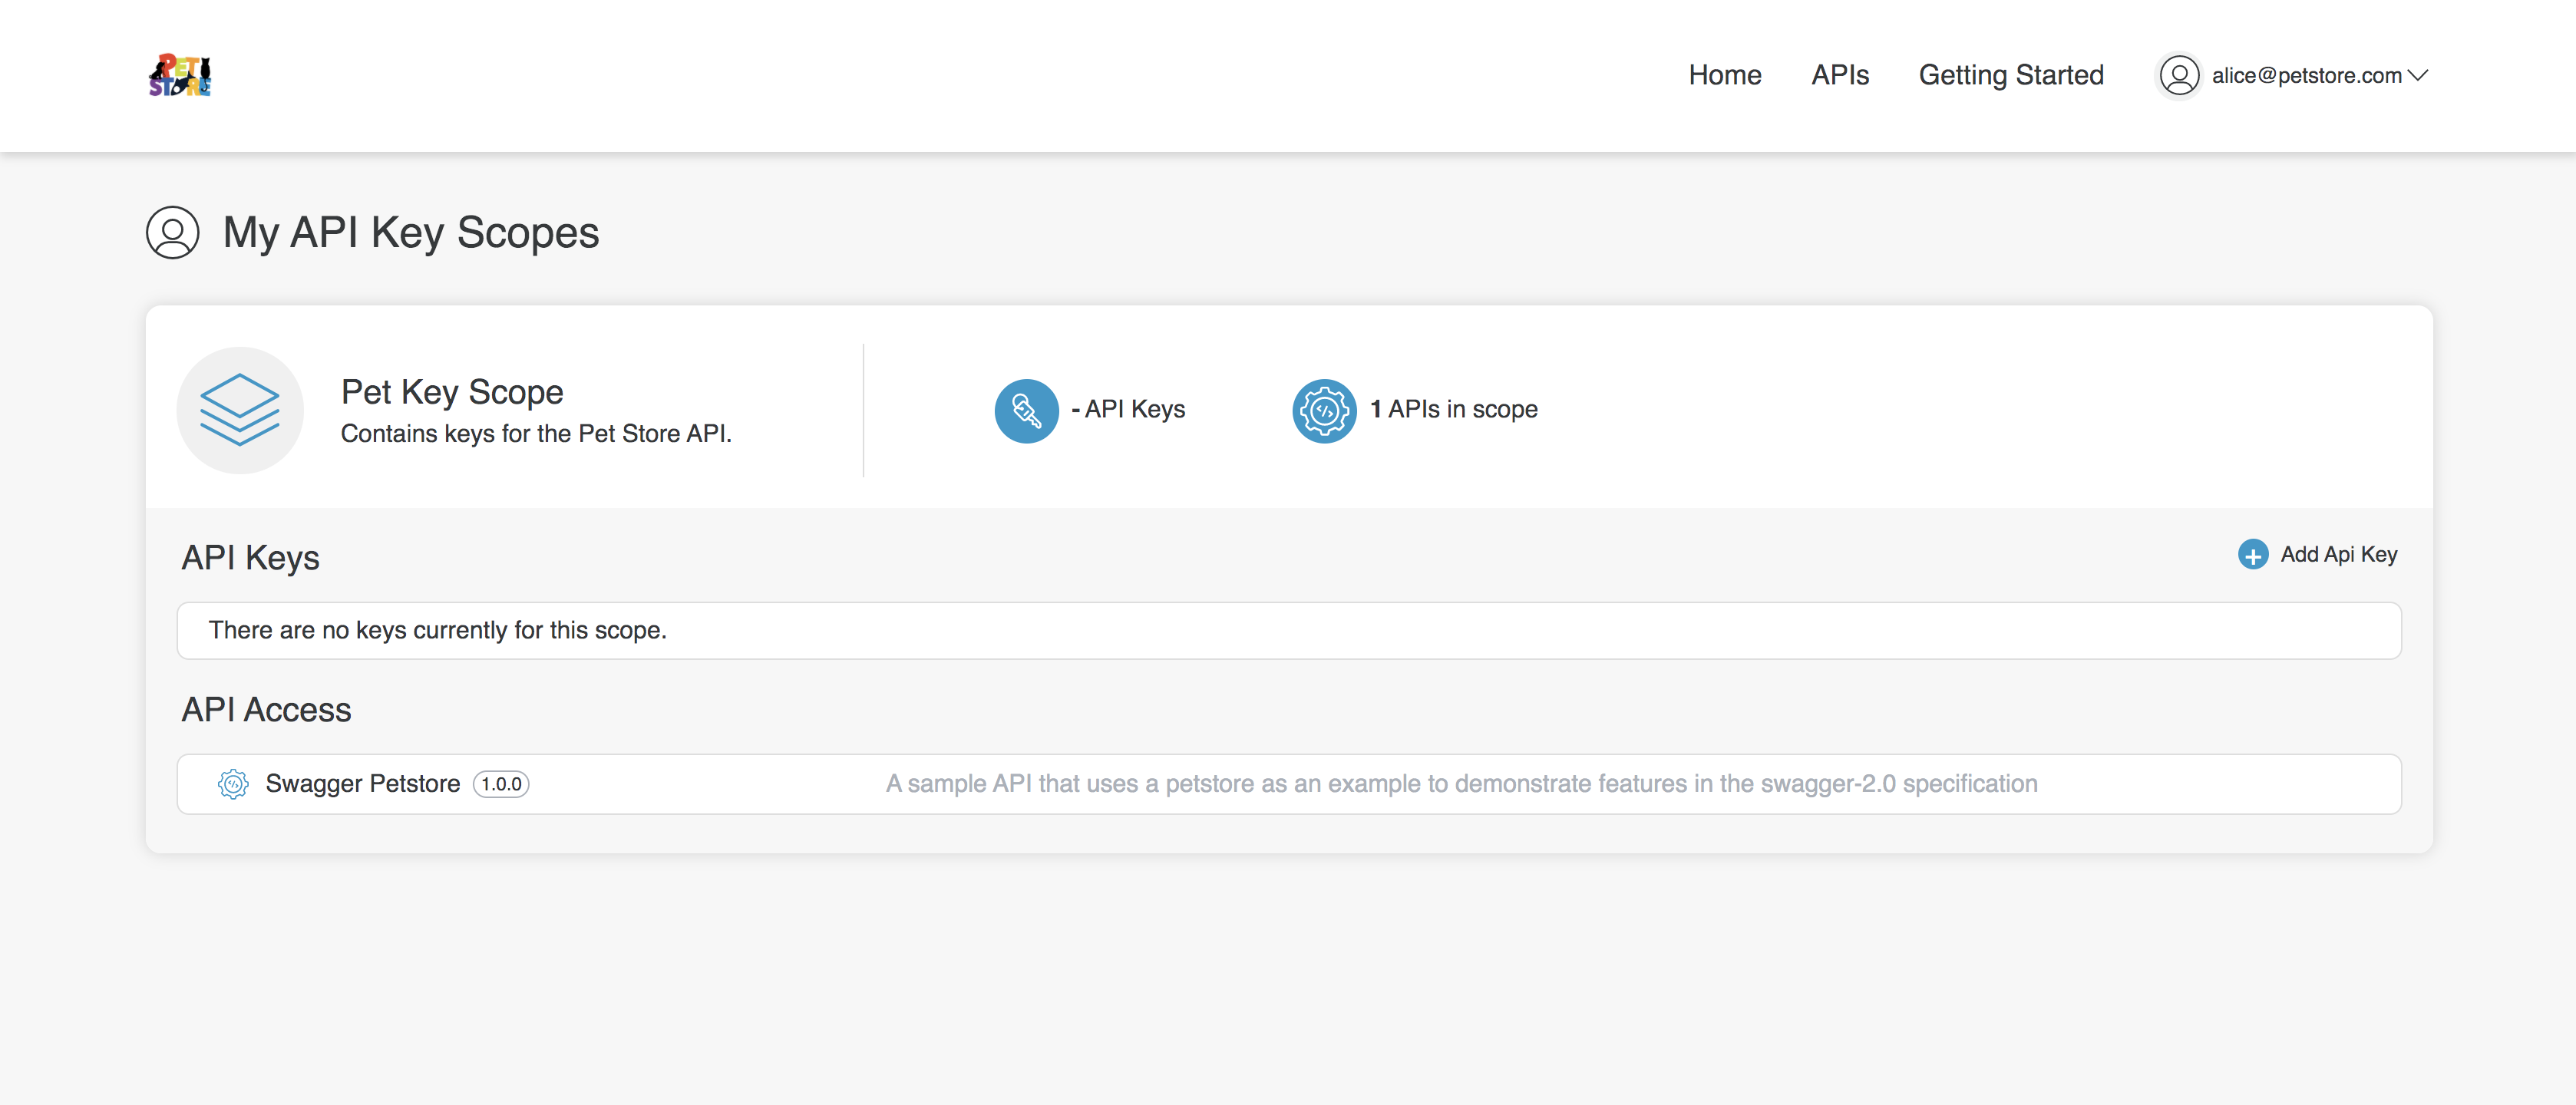 PET
STORE
Home
APIs
Getting Started
alice@petstore.com
My API Key Scopes
Pet Key Scope
Contains keys for the Pet Store API.
- API Keys
</>
1 APIs in scope
API Keys
Add Api Key
There are no keys currently for this scope.
API Access
</>
Swagger Petstore 1.0.0
A sample API that uses a petstore as an example to demonstrate features in the swagger-2.0 specification